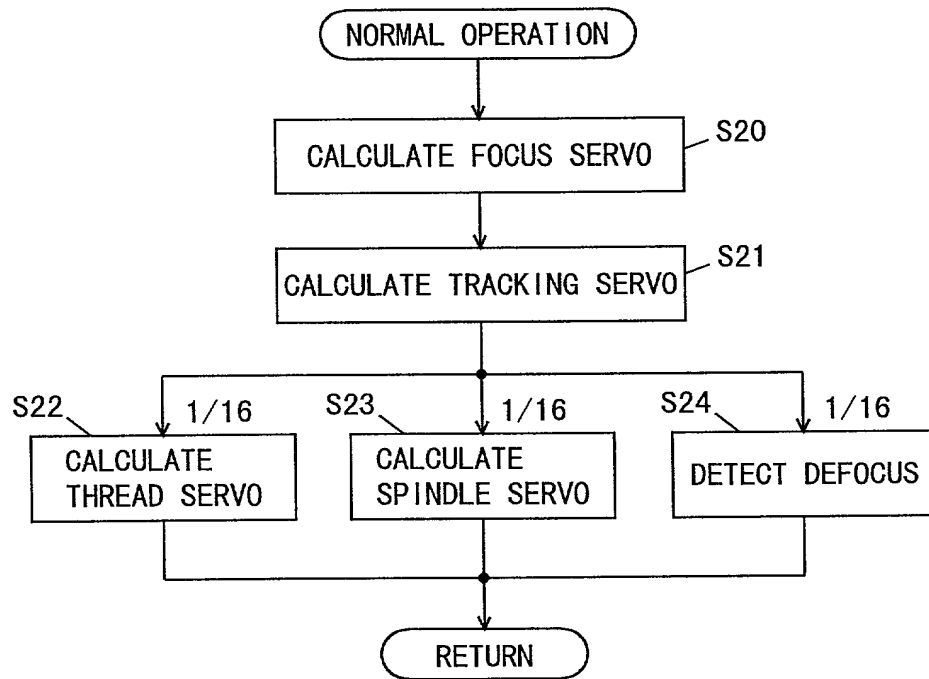 NORMAL OPERATION
S20
CALCULATE FOCUS SERVO
S21
CALCULATE TRACKING SERVO
S22
1/16
S23
1/16
S24
1/16
CALCULATE
THREAD SERVO
CALCULATE
SPINDLE SERVO
DETECT DEFOCUS
RETURN